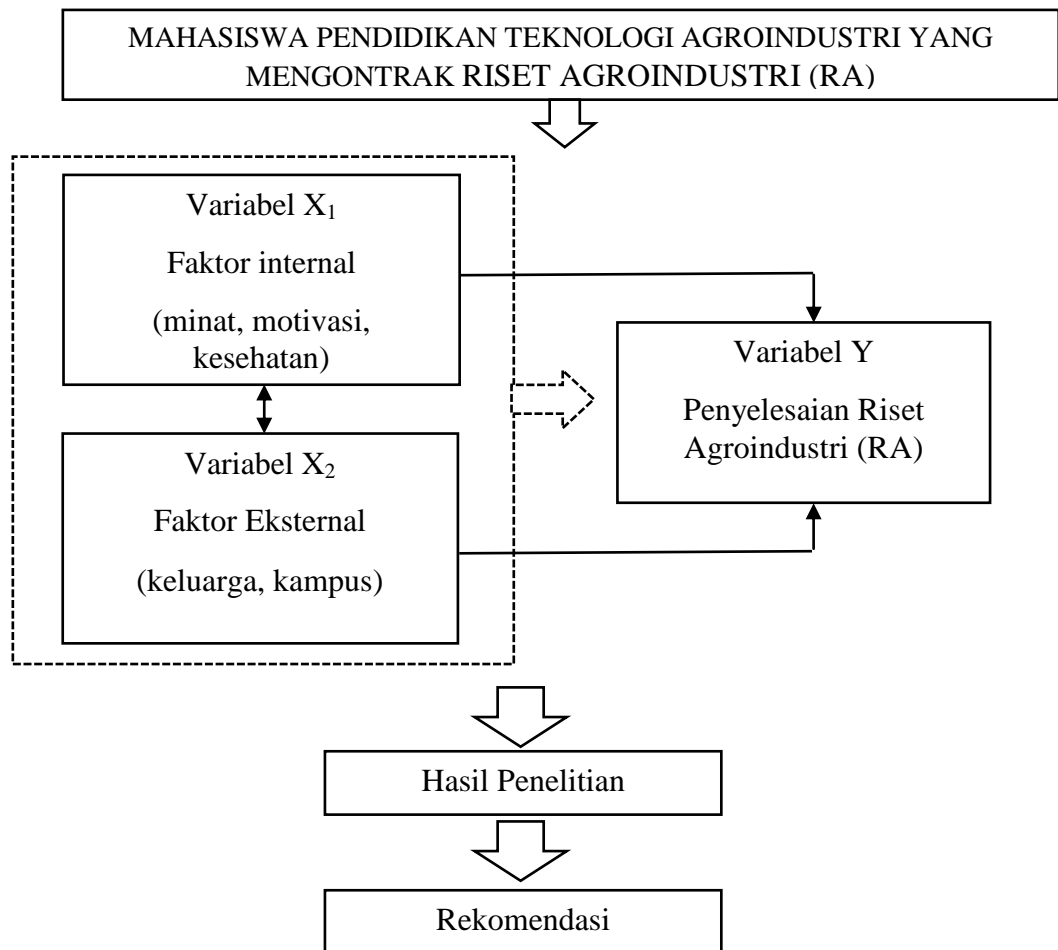 MAHASISWA PENDIDIKAN TEKNOLOGI AGROINDUSTRI YANG
MENGONTRAK RISET AGROINDUSTRI (RA)
Variabel X₁
Faktor internal
(minat, motivasi,
kesehatan)
Variabel X₂
Faktor Eksternal
(keluarga, kampus)
Variabel Y
Penyelesaian Riset
Agroindustri (RA)
Hasil Penelitian
Rekomendasi